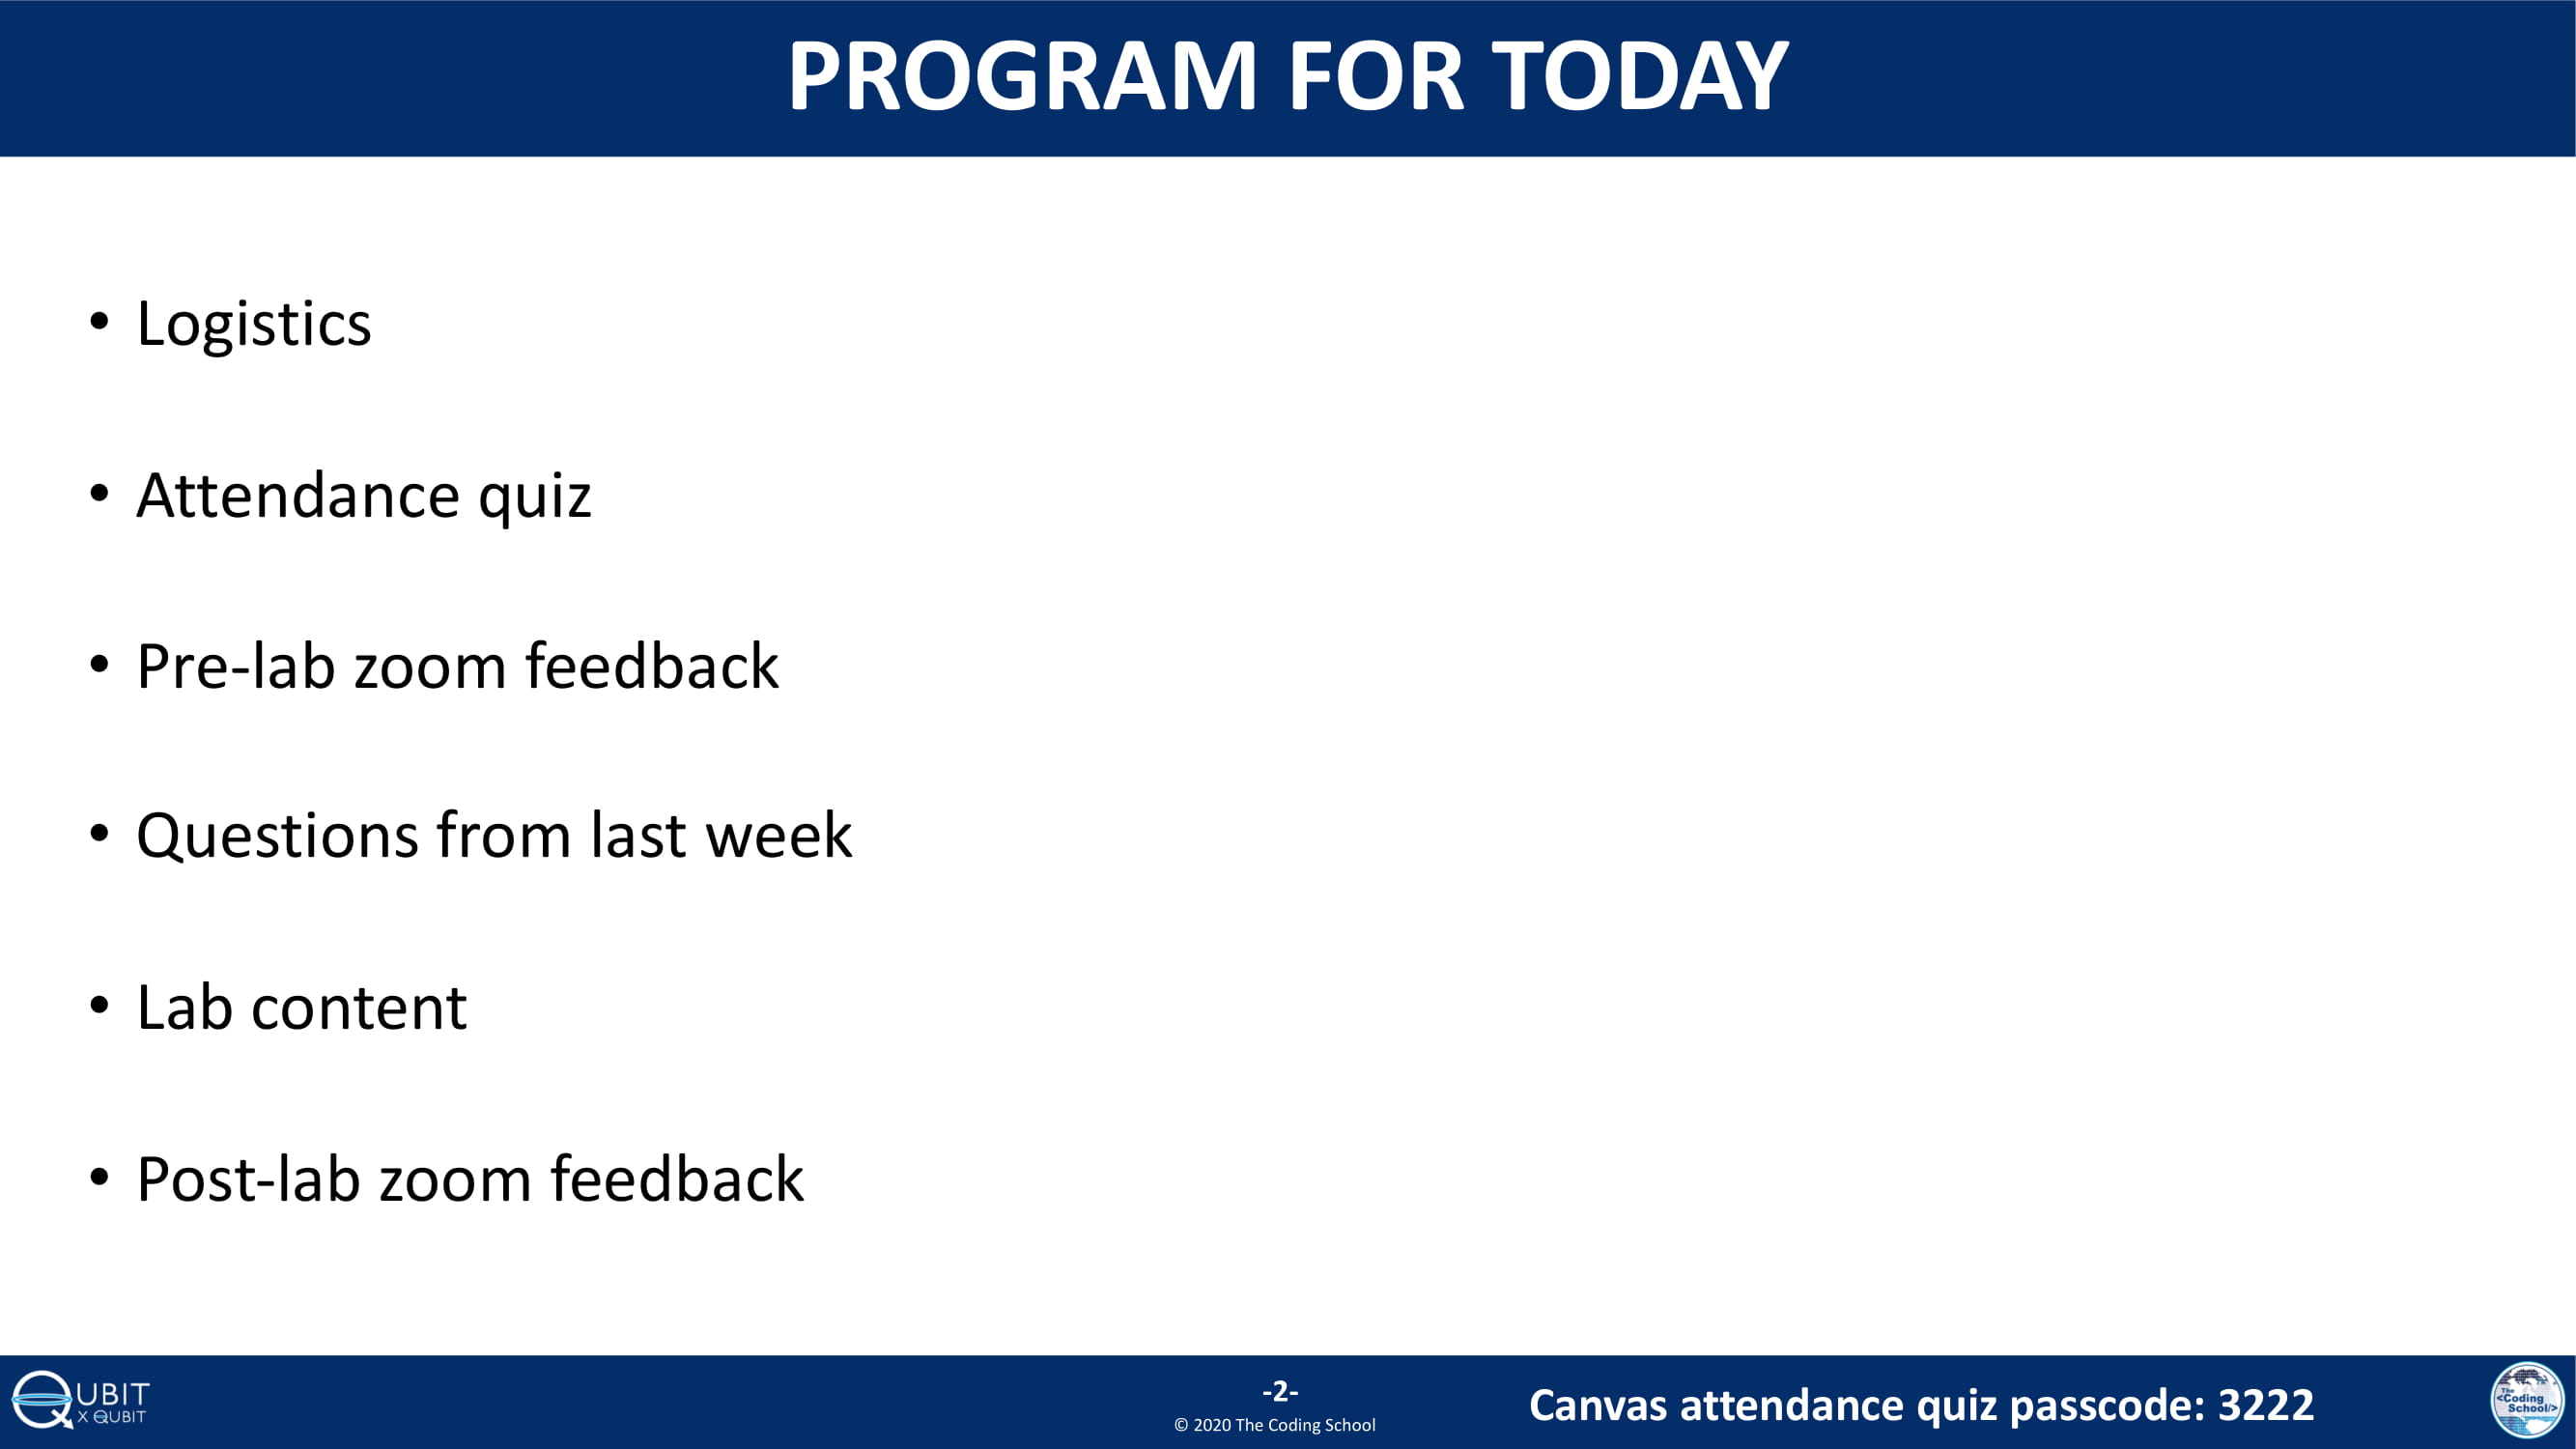 PROGRAM FOR TODAY
• Logistics
• Attendance quiz
• Pre-lab zoom feedback
• Questions from last week
• Lab content
• Post-lab zoom feedback
QUBIT
X QUBIT
-2-
© 2020 The Coding School
Canvas attendance quiz passcode: 3222
The
<Coding
School/>